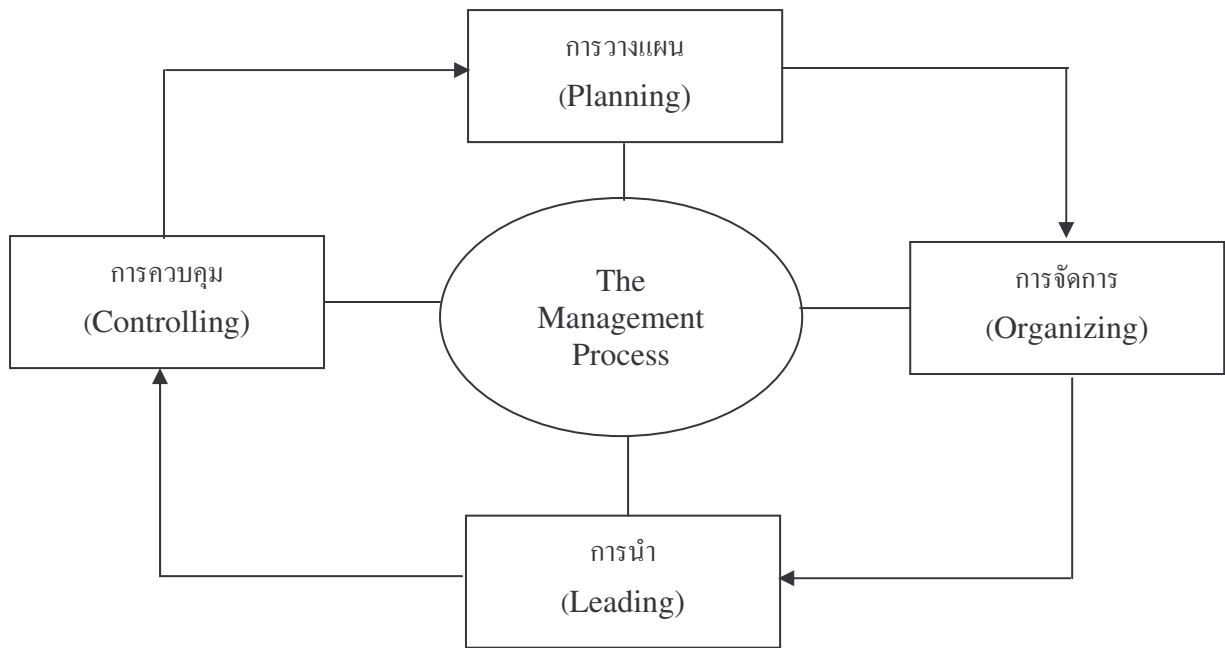 การวางแผน
(Planning)
การควบคุม
(Controlling)
The
Management
Process
การจัดการ
(Organizing)
การนำ
(Leading)